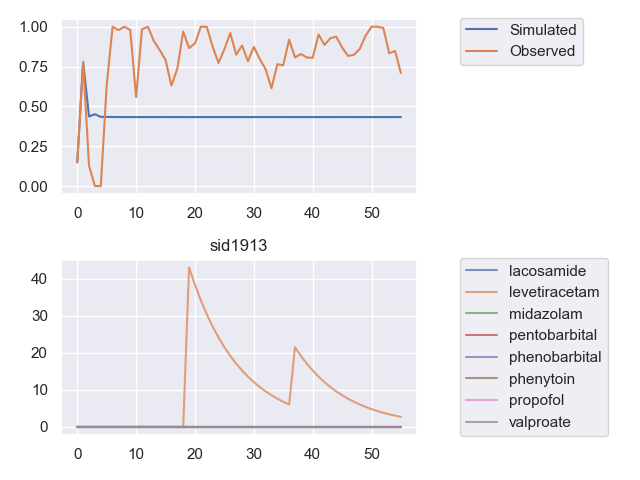 1.00
0.75
0.50
0.25
0.00
0 10 20 30 40 50
Simulated
Observed
sid1913
40
30
20
10
0
0 10 20 30 40 50
lacosamide
levetiracetam
midazolam
pentobarbital
phenobarbital
phenytoin
propofol
valproate